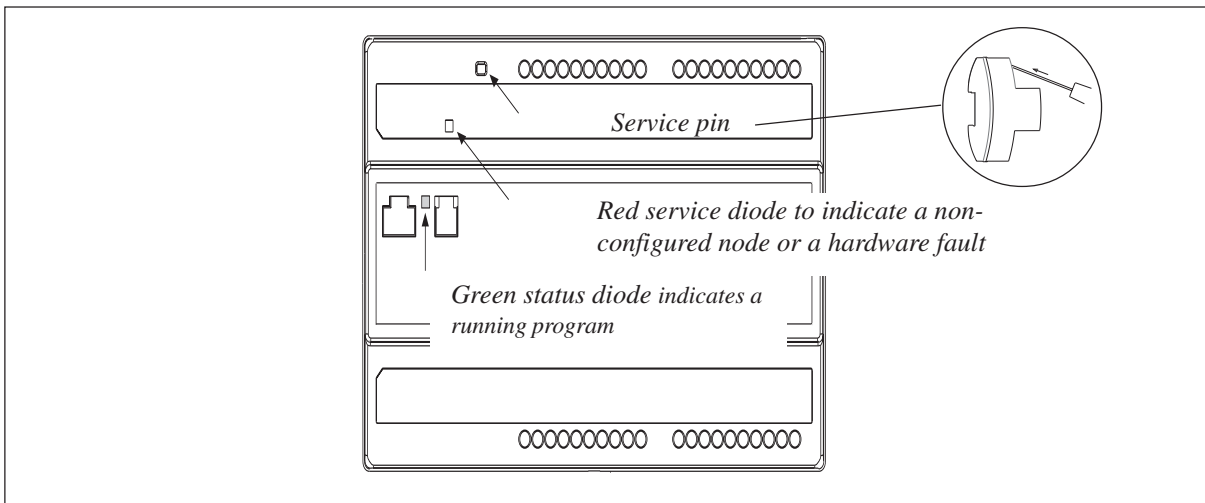 Service pin
Red service diode to indicate a non-
configured node or a hardware fault
Green status diode indicates a
running program